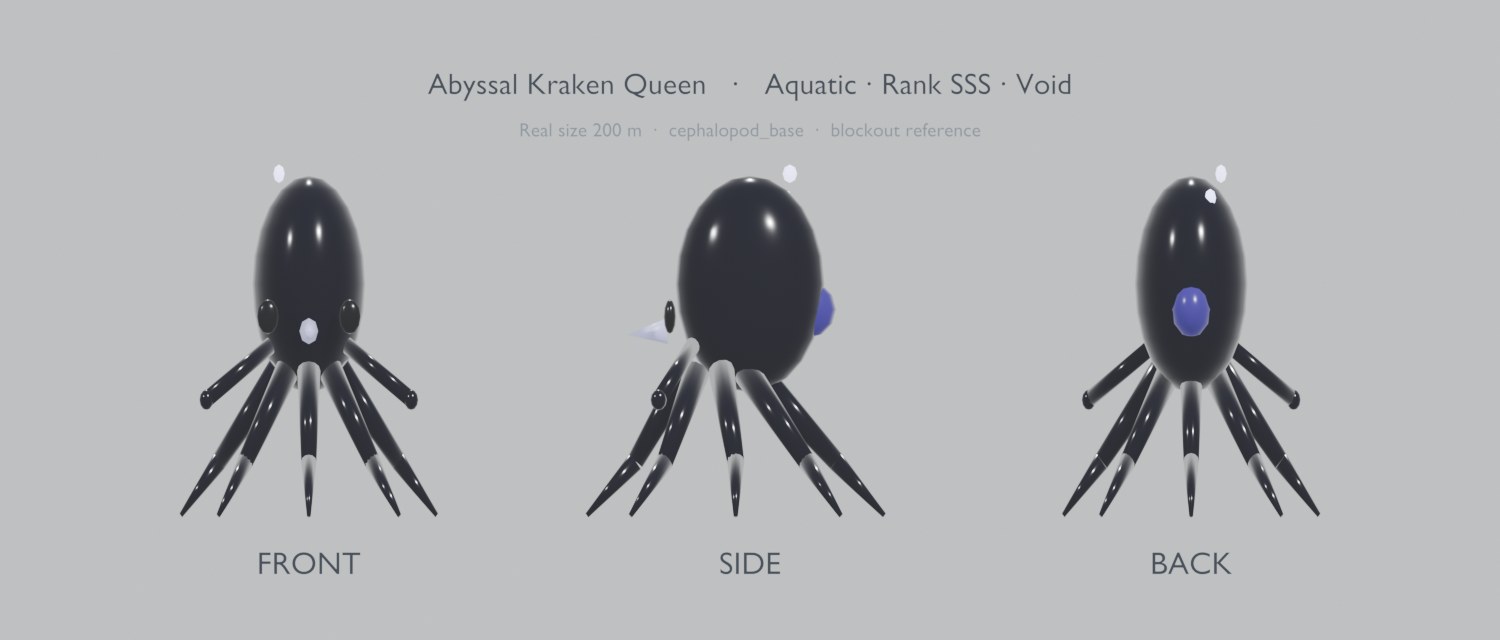 Abyssal Kraken Queen · Aquatic · Rank SSS · Void
Real size 200 m · cephalopod_base · blockout reference
FRONT
SIDE
BACK